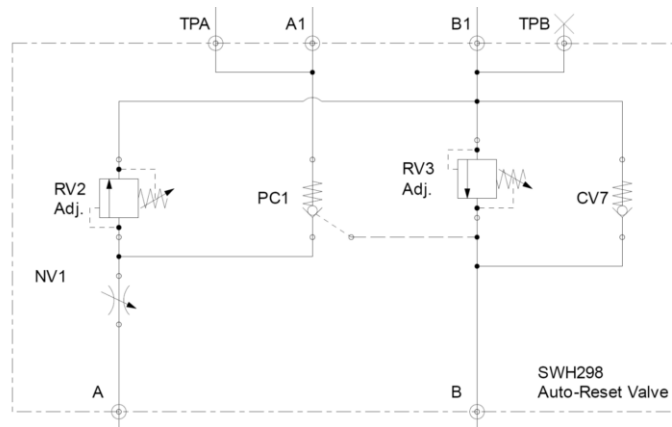 TPA
A1
B1
TPB
RV2
Adj.
PC1
RV3
Adj.
CV7
NV1
A
B
SWH298
Auto-Reset Valve